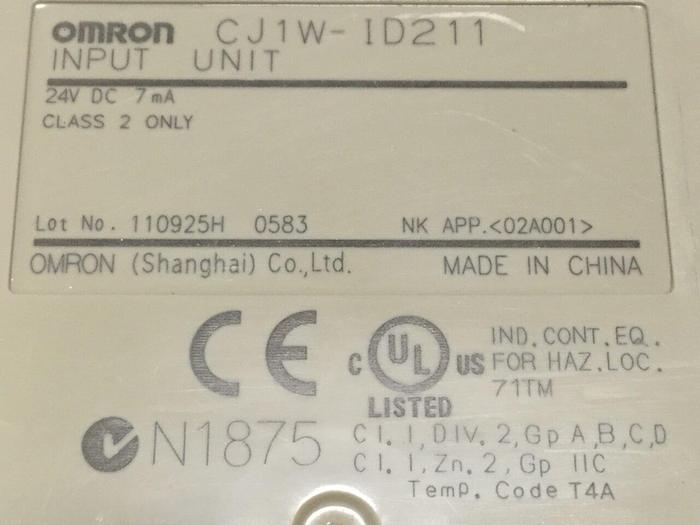 OMRON CJ1W-ID211
INPUT UNIT
24V DC 7mA
CLASS 2 ONLY
Lot No. 110925H 0583 NK APP.<02A001>
OMRON (Shanghai) Co.,Ltd. MADE IN CHINA
CE
C UL US
LISTED
IND. CONT. EQ.
FOR HAZ. LOC.
71TM
N1875
Cl. 1, DIV. 2, Gp A,B,C,D
Cl. 1, Zn. 2, Gp IIC
Temp. Code T4A